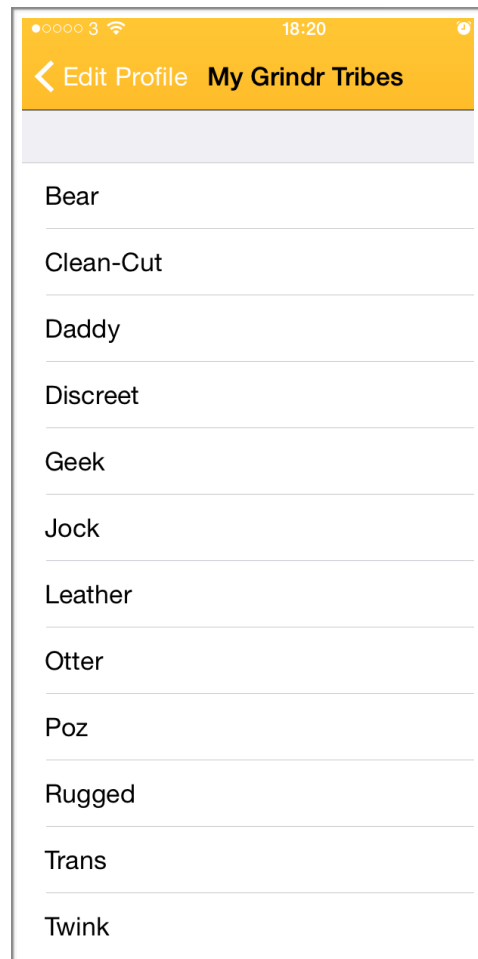 3 18:20
Edit Profile My Grindr Tribes
Bear
Clean-Cut
Daddy
Discreet
Geek
Jock
Leather
Otter
Poz
Rugged
Trans
Twink